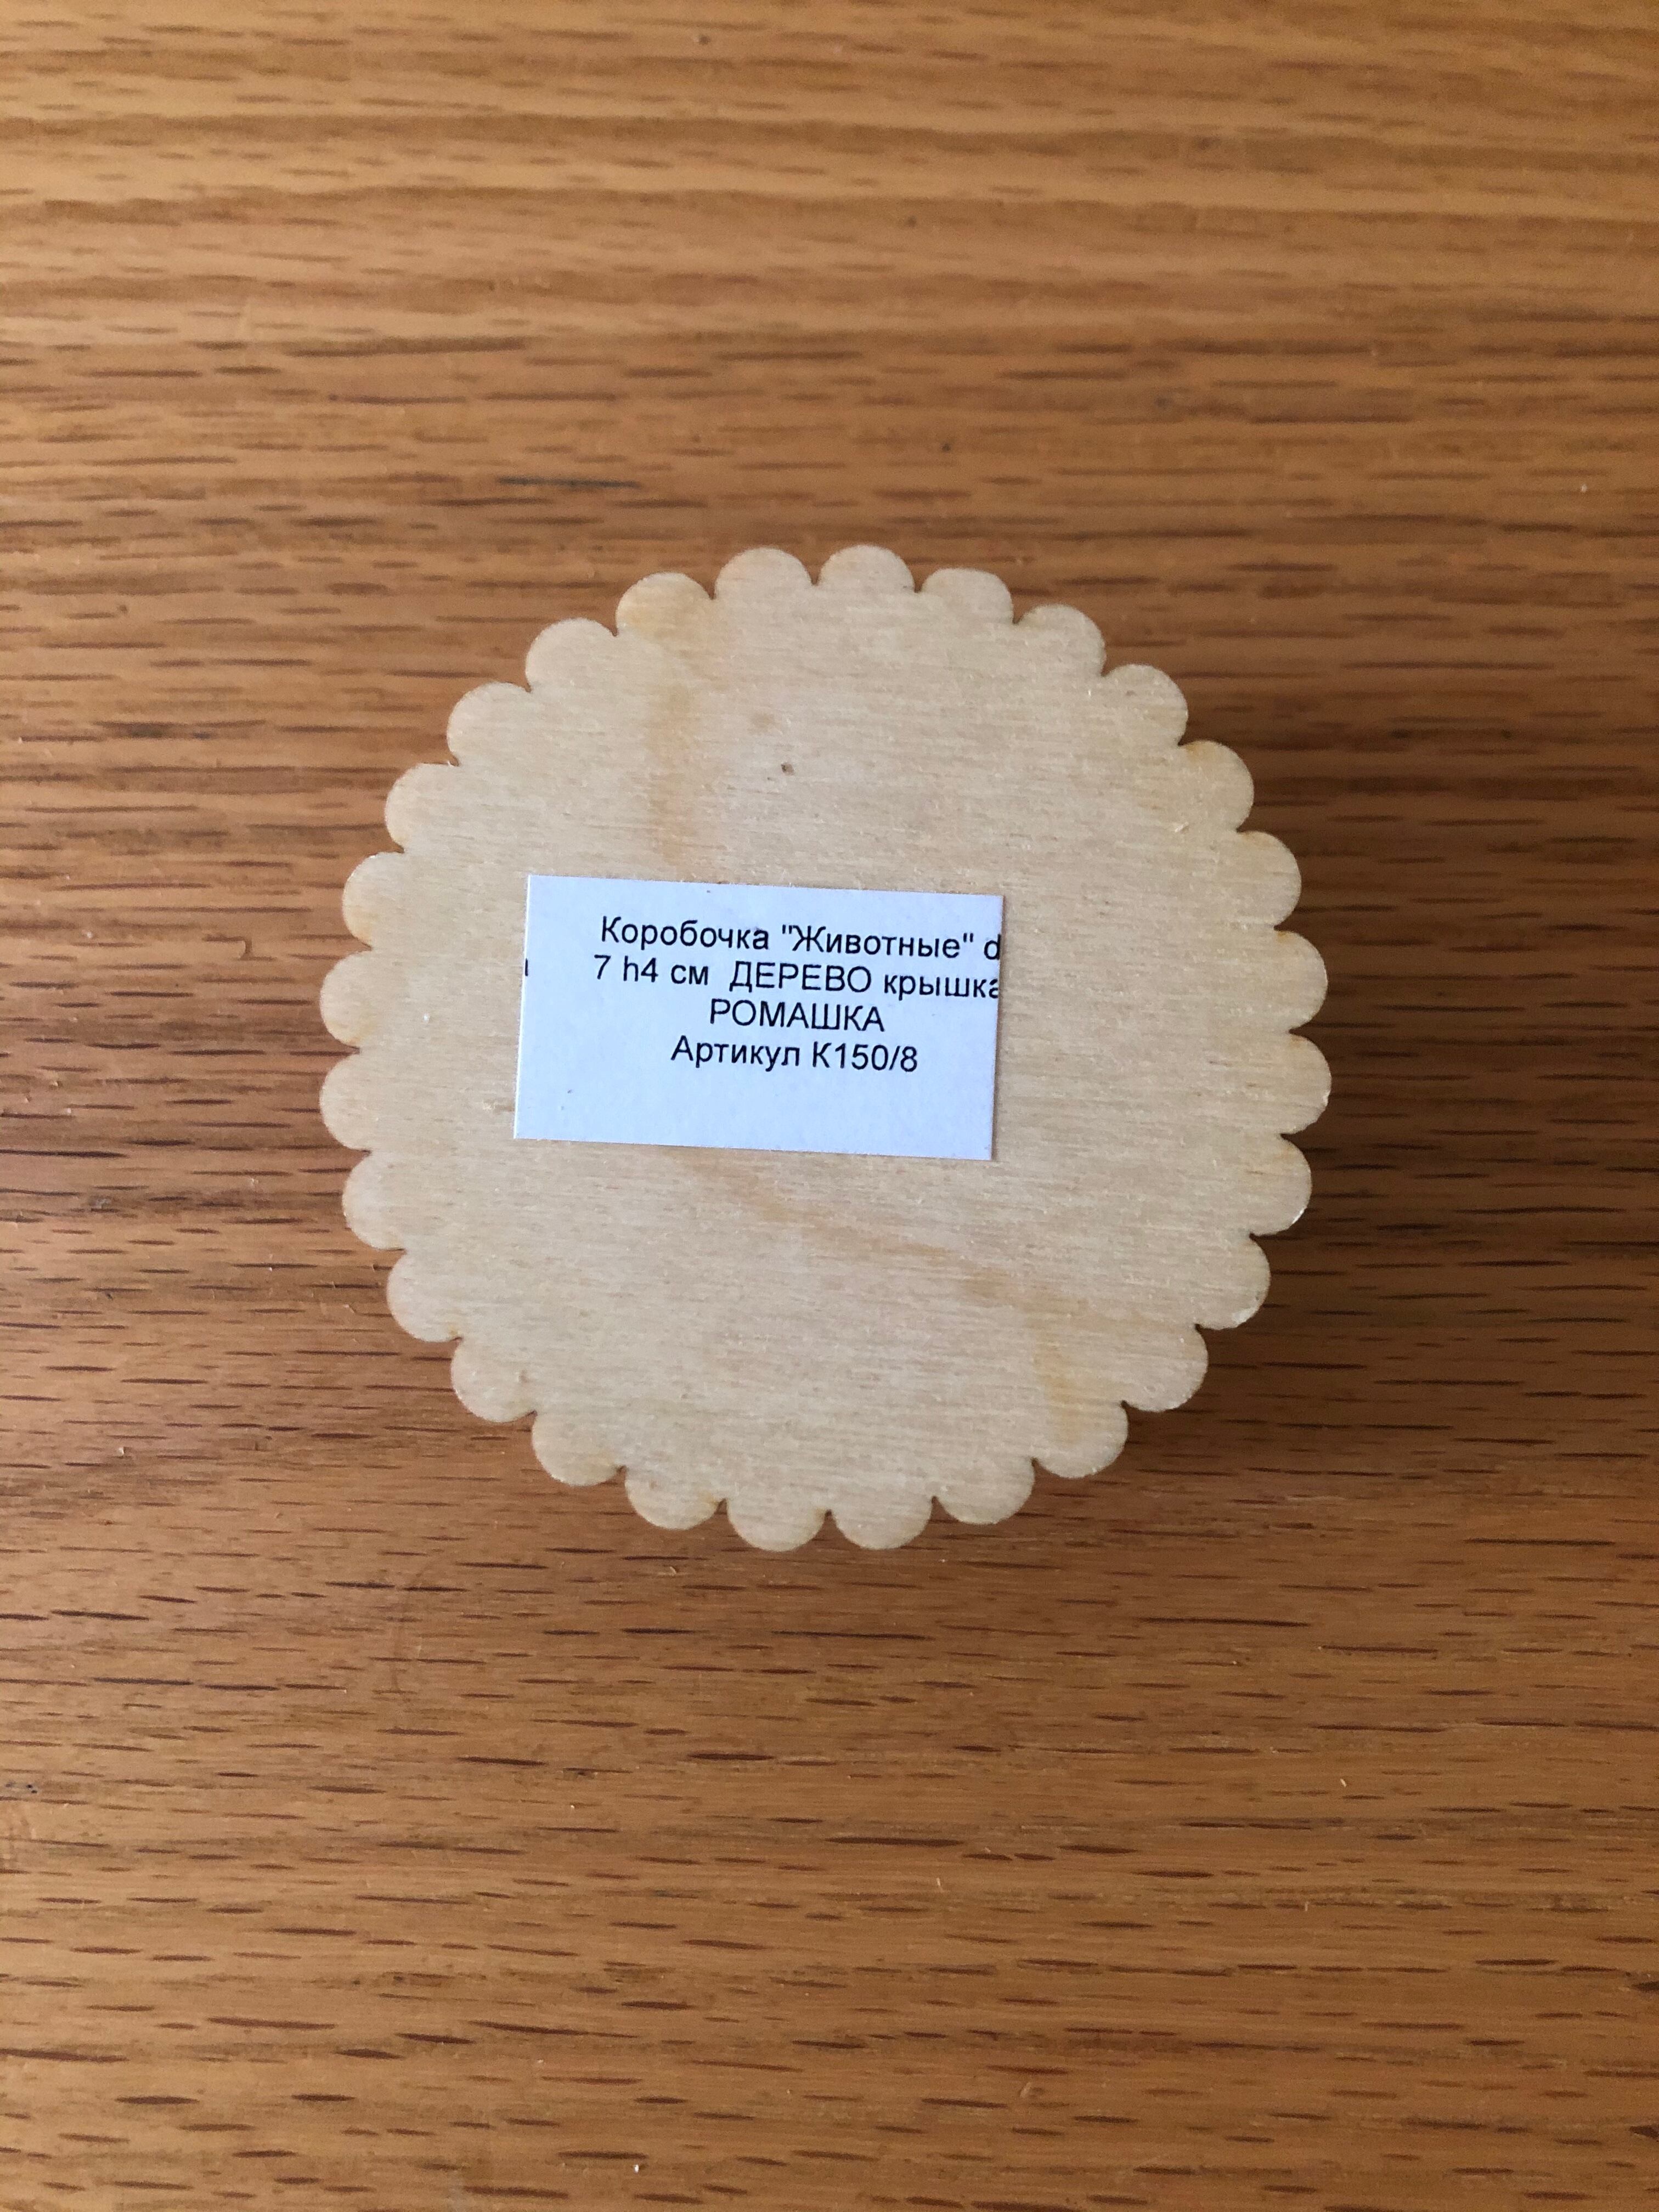 Коробочка "Животные" d
7 h4 см ДЕРЕВО крышка
РОМАШКА
Артикул К150/8